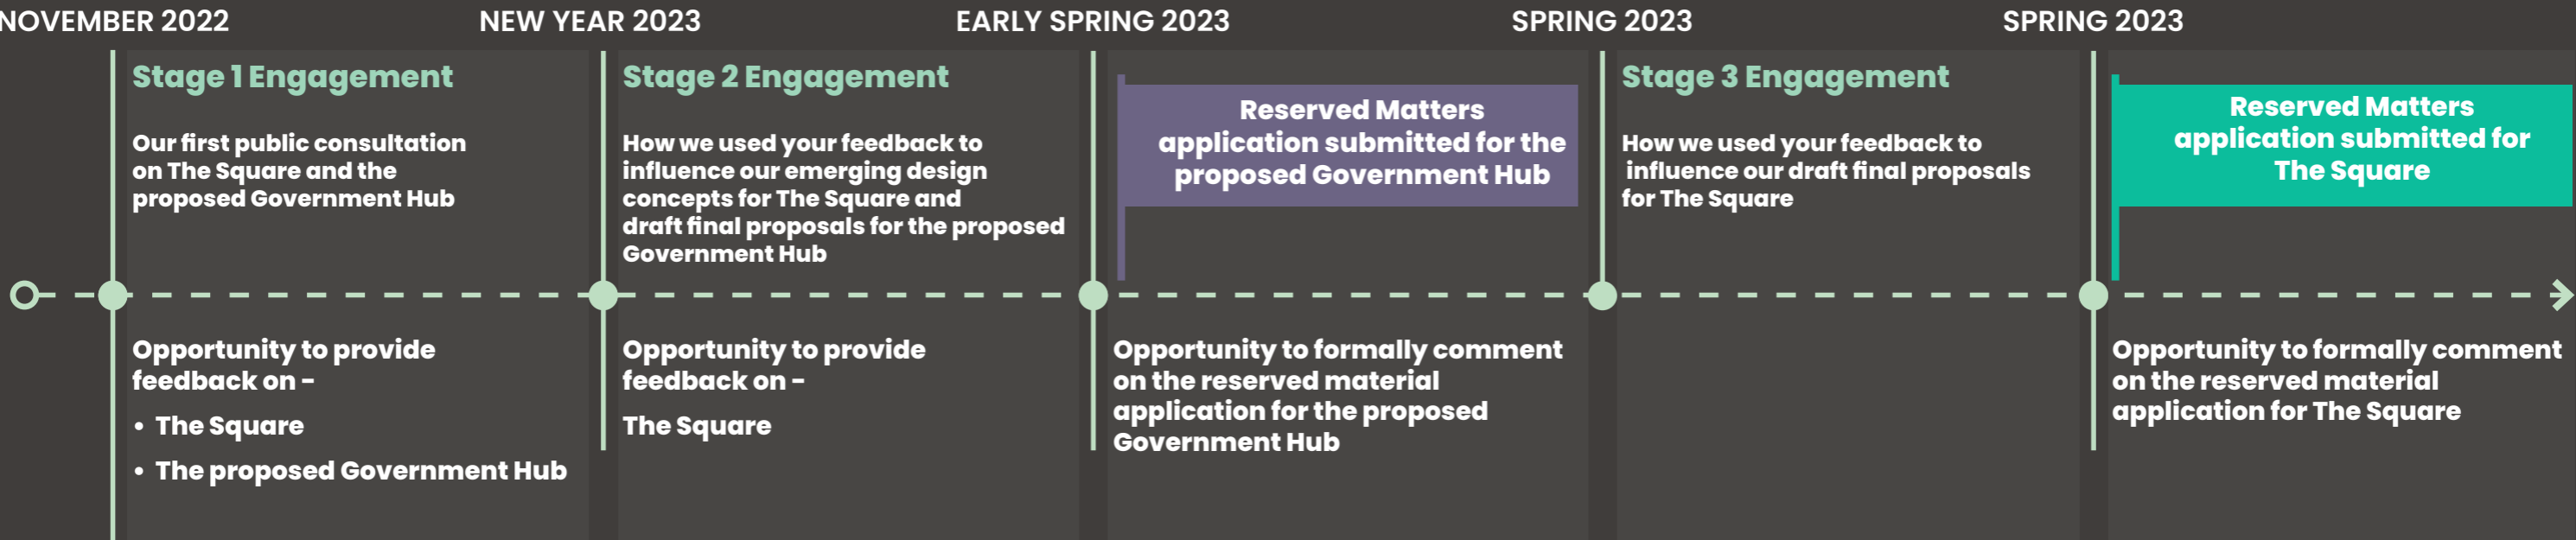 NOVEMBER 2022
NEW YEAR 2023
EARLY SPRING 2023
SPRING 2023
SPRING 2023
Stage 1 Engagement
Our first public consultation
on The Square and the
proposed Government Hub
Stage 2 Engagement
How we used your feedback to
influence our emerging design
concepts for The Square and
draft final proposals for the proposed
Government Hub
Reserved Matters
application submitted for the
proposed Government Hub
Stage 3 Engagement
How we used your feedback to
influence our draft final proposals
for The Square
Reserved Matters
application submitted for
The Square
Opportunity to provide
feedback on -
• The Square
• The proposed Government Hub
Opportunity to provide
feedback on -
The Square
Opportunity to formally comment
on the reserved material
application for the proposed
Government Hub
Opportunity to formally comment
on the reserved material
application for The Square